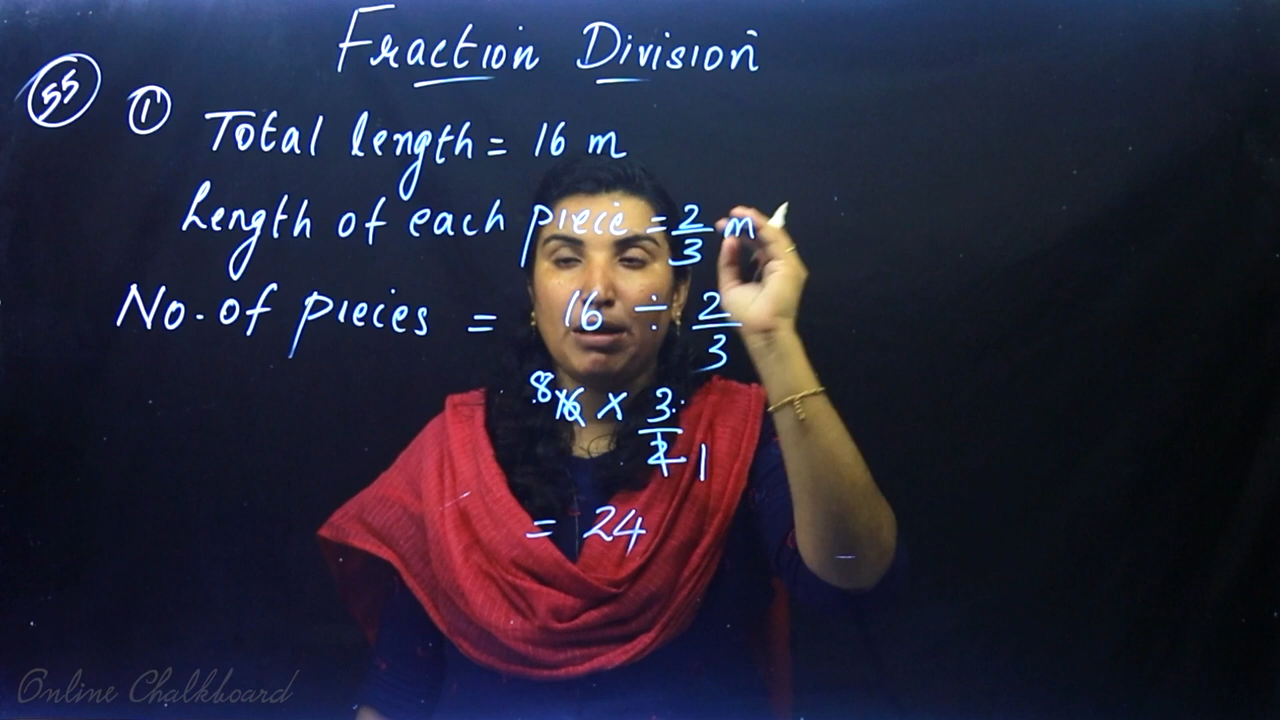 Fraction Division
55 1 Total length = 16 m
Length of each piece = 2/3 m
No. of pieces = 16 ÷ 2/3
8 16 × 3/2 1
= 24
Online Chalkboard